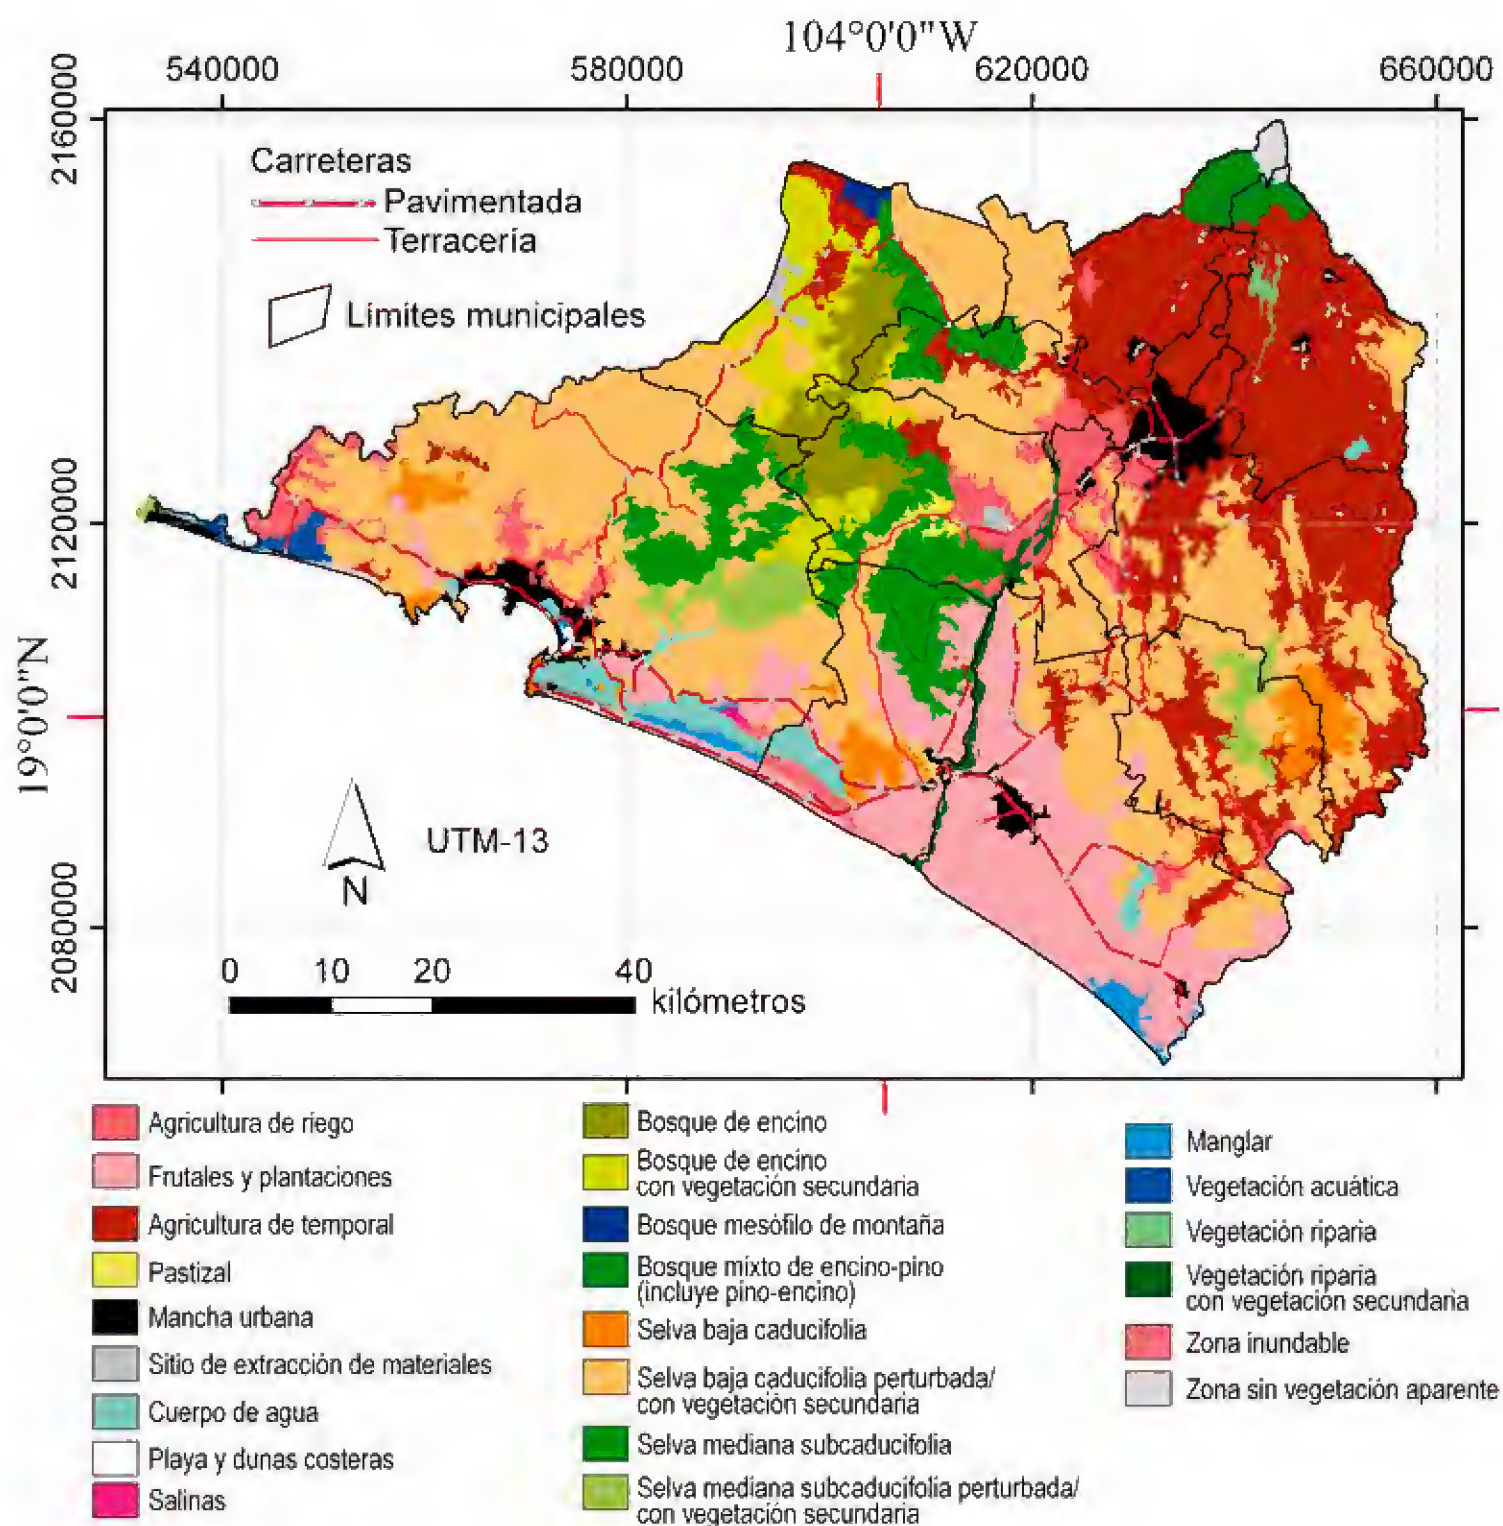 104°0'0"W
540000
580000
620000
660000
2160000
2120000
2080000
19°0'0"N
Carreteras
Pavimentada
Terracería
Límites municipales
UTM-13
N
0
10
20
40
kilómetros
Agricultura de riego
Frutales y plantaciones
Agricultura de temporal
Pastizal
Mancha urbana
Sitio de extracción de materiales
Cuerpo de agua
Playa y dunas costeras
Salinas
Bosque de encino
Bosque de encino
con vegetación secundaria
Bosque mesófilo de montaña
Bosque mixto de encino-pino
(incluye pino-encino)
Selva baja caducifolia
Selva baja caducifolia perturbada/
con vegetación secundaria
Selva mediana subcaducifolia
Selva mediana subcaducifolia perturbada/
con vegetación secundaria
Manglar
Vegetación acuática
Vegetación riparia
Vegetación riparia
con vegetación secundaria
Zona inundable
Zona sin vegetación aparente